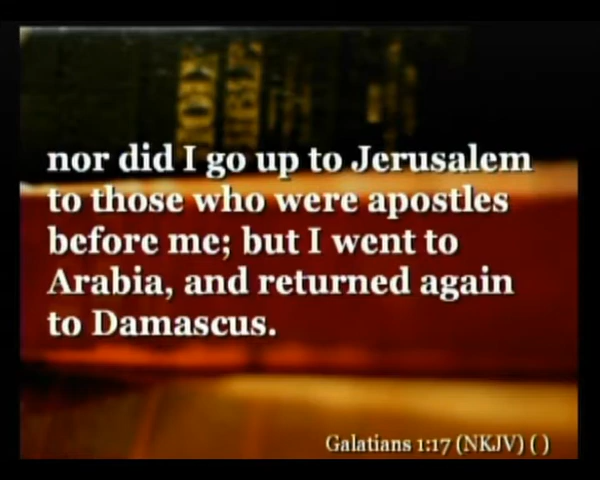 nor did I go up to Jerusalem
to those who were apostles
before me; but I went to
Arabia, and returned again
to Damascus.
Galatians 1:17 (NKJV) ( )